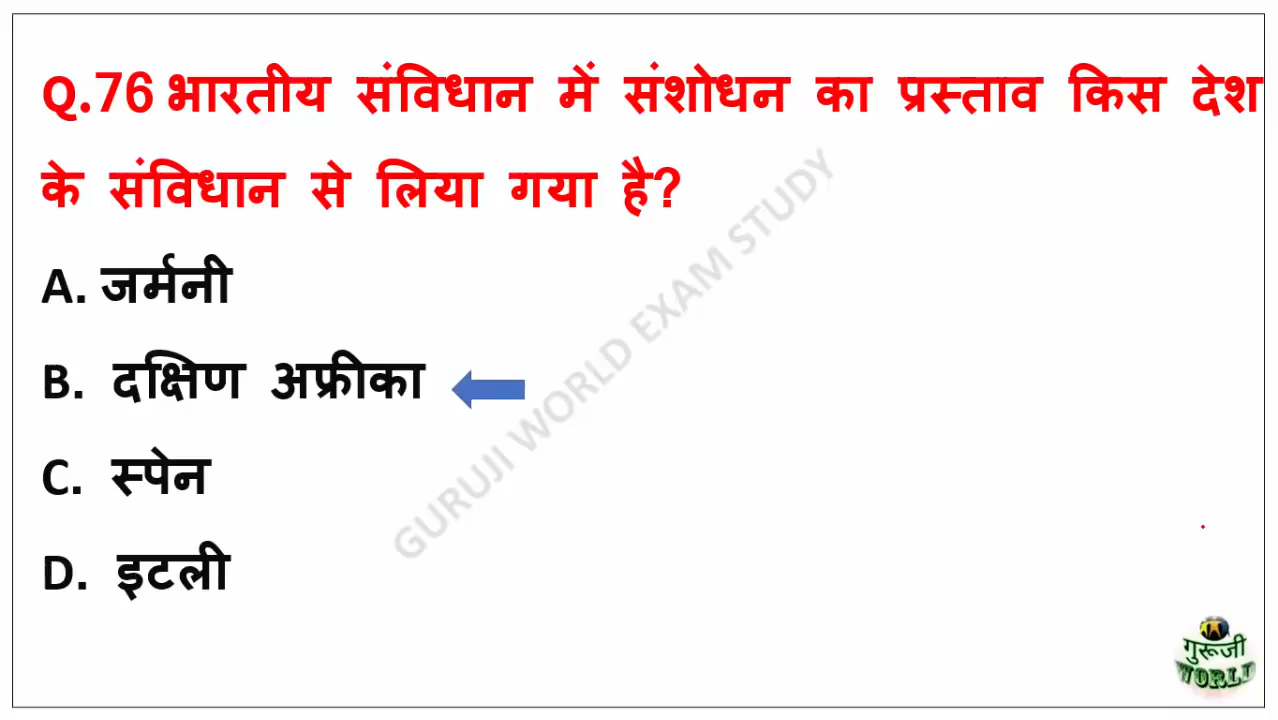 Q.76 भारतीय संविधान में संशोधन का प्रस्ताव किस देश
के संविधान से लिया गया है?
A. जर्मनी
B. दक्षिण अफ्रीका
C. स्पेन
D. इटली
GURUJI WORLD EXAM STUDY
गुरूजी
WORLD